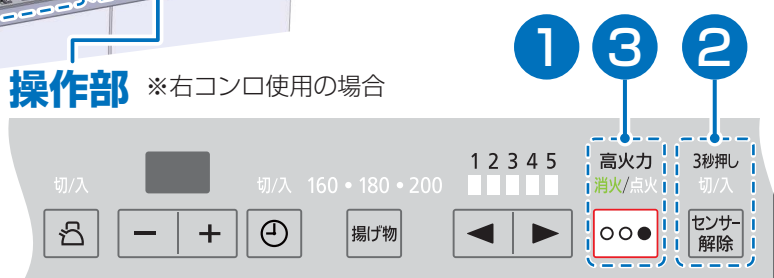 1 3 2
操作部 ※右コンロ使用の場合
1 2 3 4 5 高火力 3秒押し
切/入 切/入 160・180・200 消火/点火 切/入
− + 揚げ物 ◀ ▶ ○○● センサー
解除